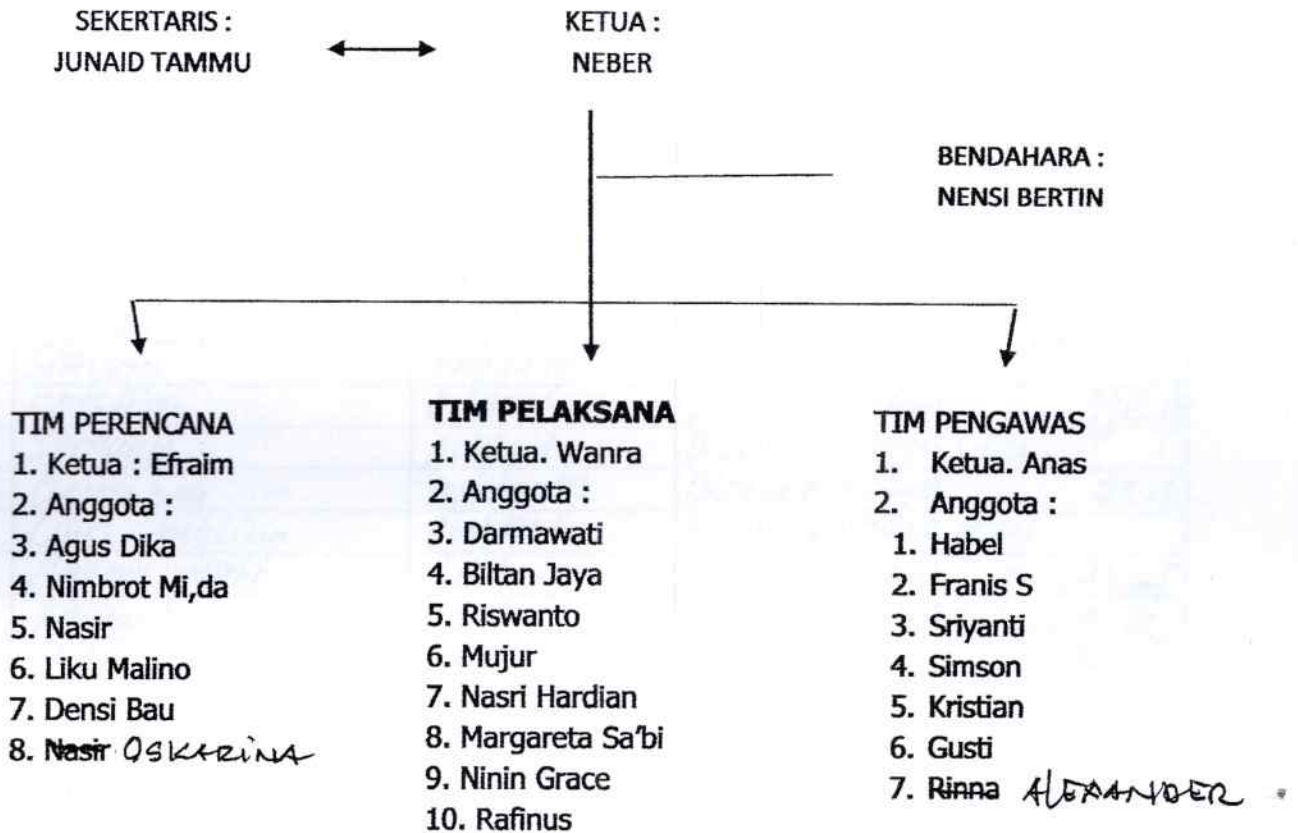 SEKERTARIS :
JUNAID TAMMU
KETUA :
NEBER
BENDAHARA :
NENSI BERTIN
TIM PERENCANA
1. Ketua : Efraim
2. Anggota :
3. Agus Dika
4. Nimbrot Mi,da
5. Nasir
6. Liku Malino
7. Densi Bau
8. Nasir OSKARINA
TIM PELAKSANA
1. Ketua. Wanra
2. Anggota :
3. Darmawati
4. Biltan Jaya
5. Riswanto
6. Mujur
7. Nasri Hardian
8. Margareta Sa'bi
9. Ninin Grace
10. Rafinus
TIM PENGAWAS
1. Ketua. Anas
2. Anggota :
1. Habel
2. Franis S
3. Sriyanti
4. Simson
5. Kristian
6. Gusti
7. Rinna ALEXANDER